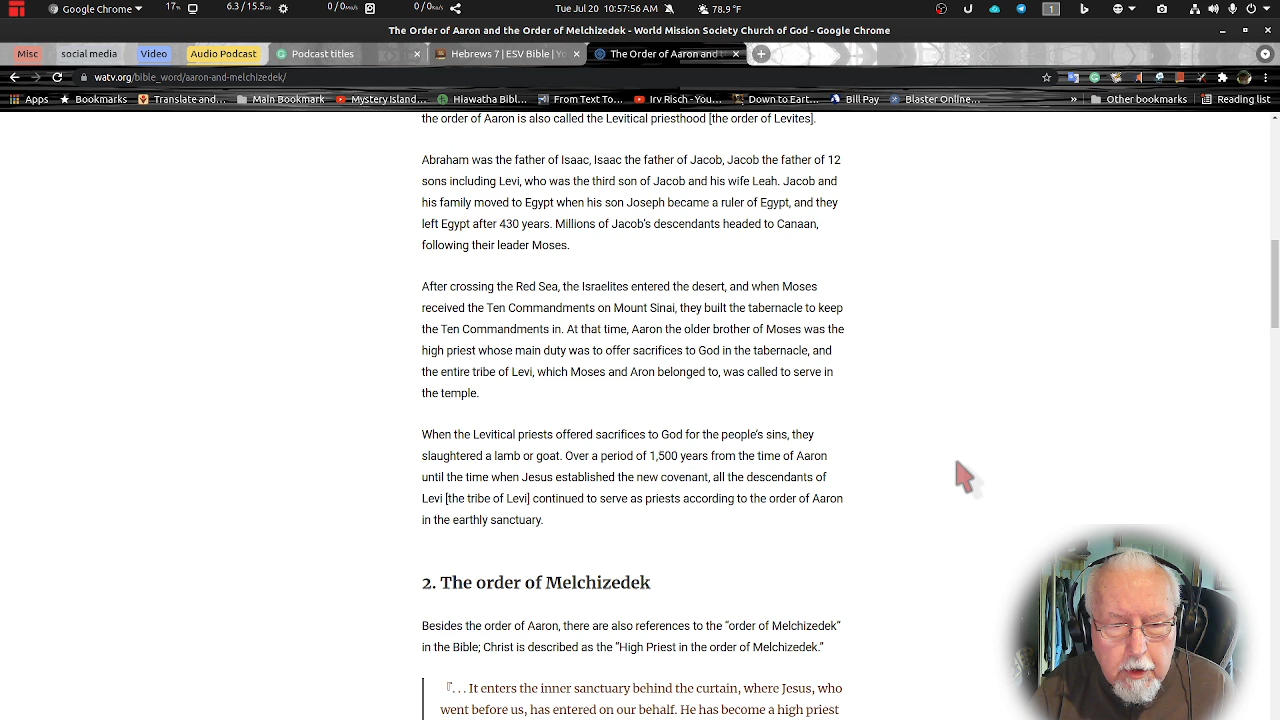 Google Chrome 17% 6.3 / 15.5 0 / 0 0 / 0 Tue Jul 20 10:57:56 AM 78.9 °F 1
The Order of Aaron and the Order of Melchizedek - World Mission Society Church of God - Google Chrome
Misc social media Video Audio Podcast Podcast titles Hebrews 7 | ESV Bible | Yo The Order of Aaron and
watv.org/bible_word/aaron-and-melchizedek/
Apps Bookmarks Translate and... Main Bookmark Mystery Island... Hiawatha Bibl... From Text To... Irv Risch - You... Down to Eart... Bill Pay Blaster Online... » Other bookmarks Reading list
the order of Aaron is also called the Levitical priesthood [the order of Levites].
Abraham was the father of Isaac, Isaac the father of Jacob, Jacob the father of 12
sons including Levi, who was the third son of Jacob and his wife Leah. Jacob and
his family moved to Egypt when his son Joseph became a ruler of Egypt, and they
left Egypt after 430 years. Millions of Jacob's descendants headed to Canaan,
following their leader Moses.
After crossing the Red Sea, the Israelites entered the desert, and when Moses
received the Ten Commandments on Mount Sinai, they built the tabernacle to keep
the Ten Commandments in. At that time, Aaron the older brother of Moses was the
high priest whose main duty was to offer sacrifices to God in the tabernacle, and
the entire tribe of Levi, which Moses and Aron belonged to, was called to serve in
the temple.
When the Levitical priests offered sacrifices to God for the people's sins, they
slaughtered a lamb or goat. Over a period of 1,500 years from the time of Aaron
until the time when Jesus established the new covenant, all the descendants of
Levi [the tribe of Levi] continued to serve as priests according to the order of Aaron
in the earthly sanctuary.
2. The order of Melchizedek
Besides the order of Aaron, there are also references to the “order of Melchizedek”
in the Bible; Christ is described as the “High Priest in the order of Melchizedek.”
『. . . It enters the inner sanctuary behind the curtain, where Jesus, who
went before us, has entered on our behalf. He has become a high priest